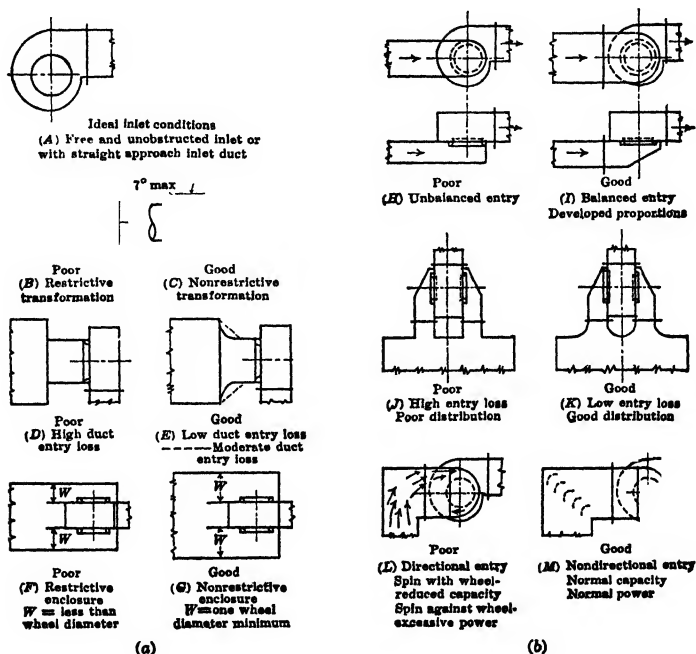 Ideal inlet conditions
(A) Free and unobstructed inlet or
with straight approach inlet duct
7° max
Poor
(B) Restrictive
transformation
Good
(C) Nonrestrictive
transformation
Poor
(D) High duct
entry loss
Good
(E) Low duct entry loss
Moderate duct
entry loss
W
W
W
W
Poor
(F) Restrictive
enclosure
W = less than
wheel diameter
Good
(G) Nonrestrictive
enclosure
W=one wheel
diameter minimum
(a)
Poor
(H) Unbalanced entry
Good
(I) Balanced entry
Developed proportions
Poor
(J) High entry loss
Poor distribution
Good
(K) Low entry loss
Good distribution
Poor
(L) Directional entry
Spin with wheel-
reduced capacity
Spin against wheel-
excessive power
Good
(M) Nondirectional entry
Normal capacity
Normal power
(b)